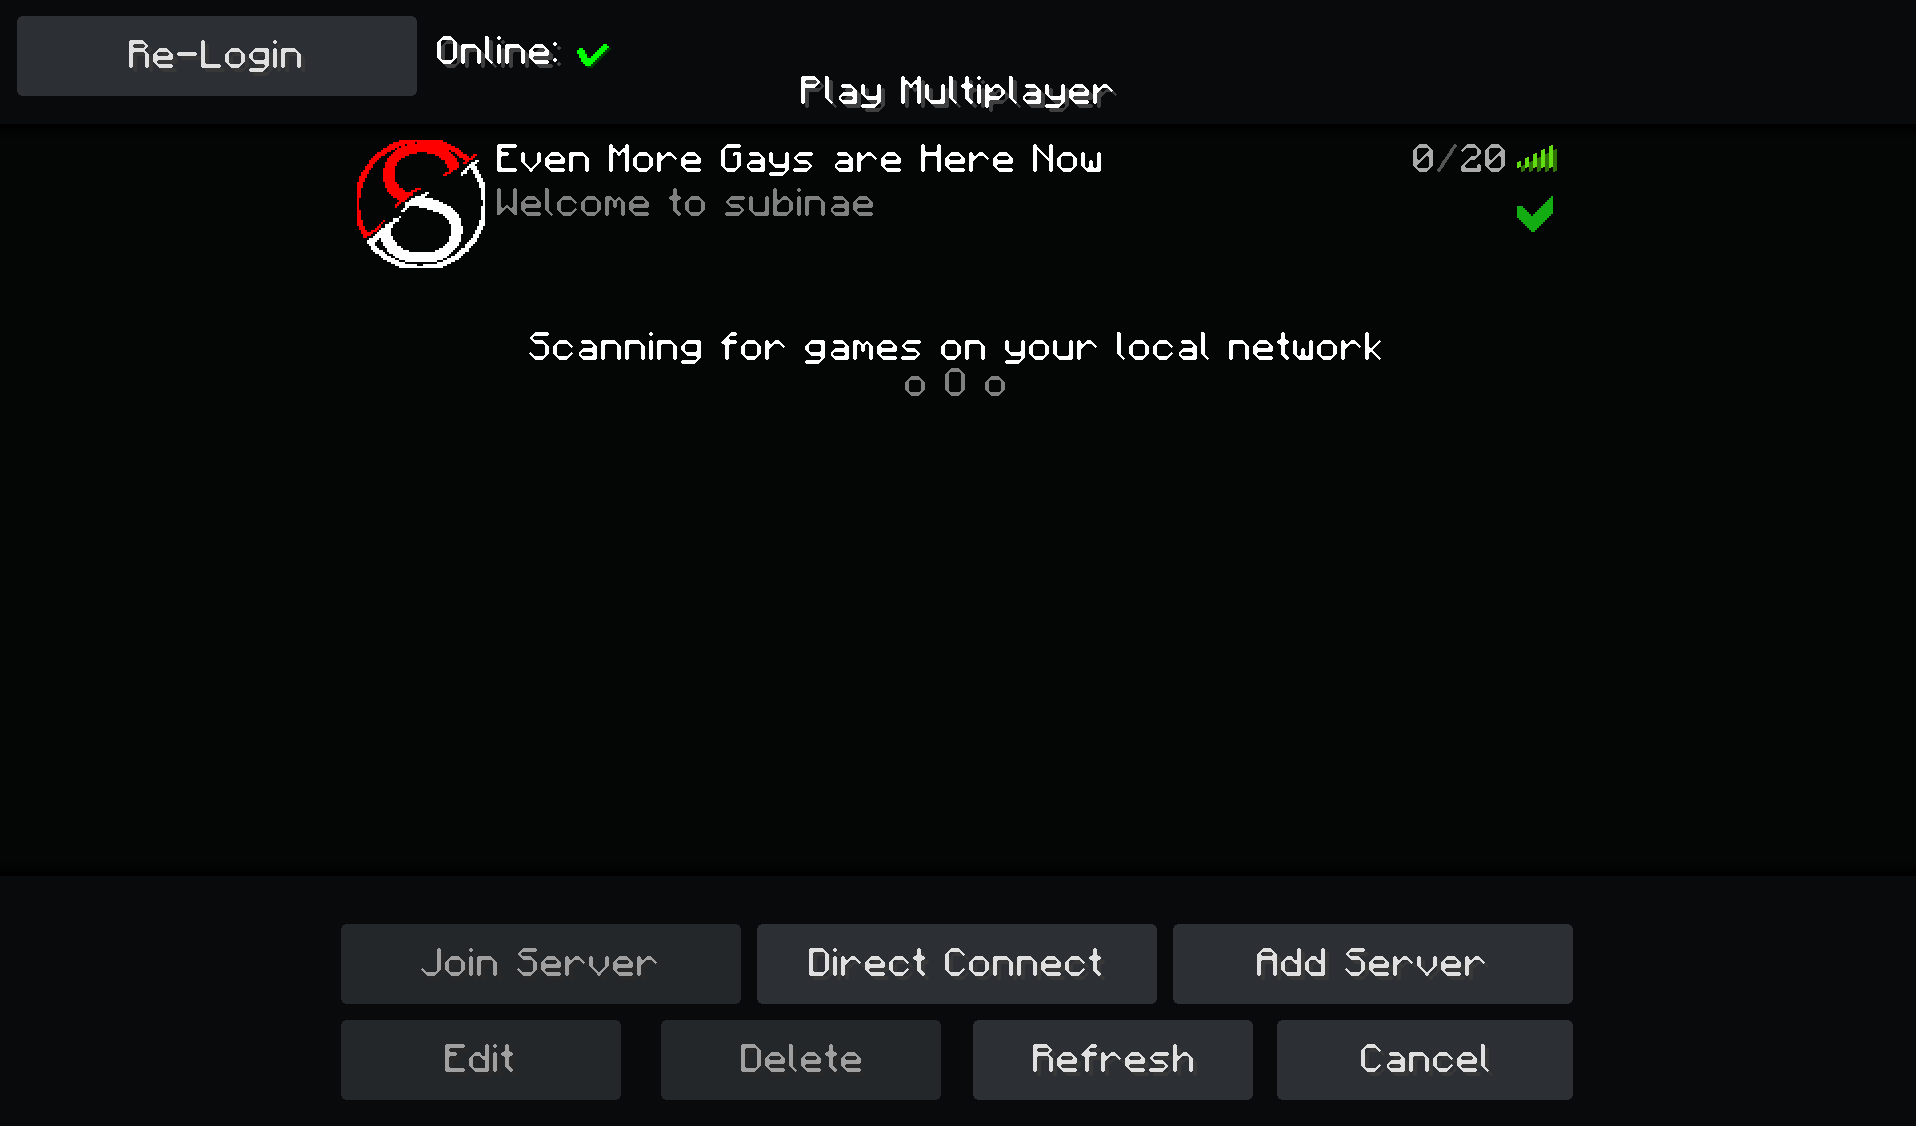 Re-Login
Online: ✔
Play Multiplayer
Even More Gays are Here Now
0/20
Welcome to subinae
Scanning for games on your local network
o O o
Join Server
Direct Connect
Add Server
Edit
Delete
Refresh
Cancel